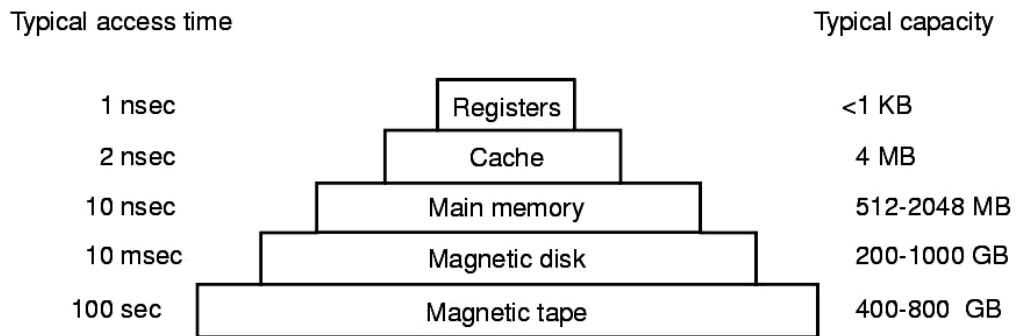 Typical access time Typical capacity
1 nsec Registers <1 KB
2 nsec Cache 4 MB
10 nsec Main memory 512-2048 MB
10 msec Magnetic disk 200-1000 GB
100 sec Magnetic tape 400-800 GB